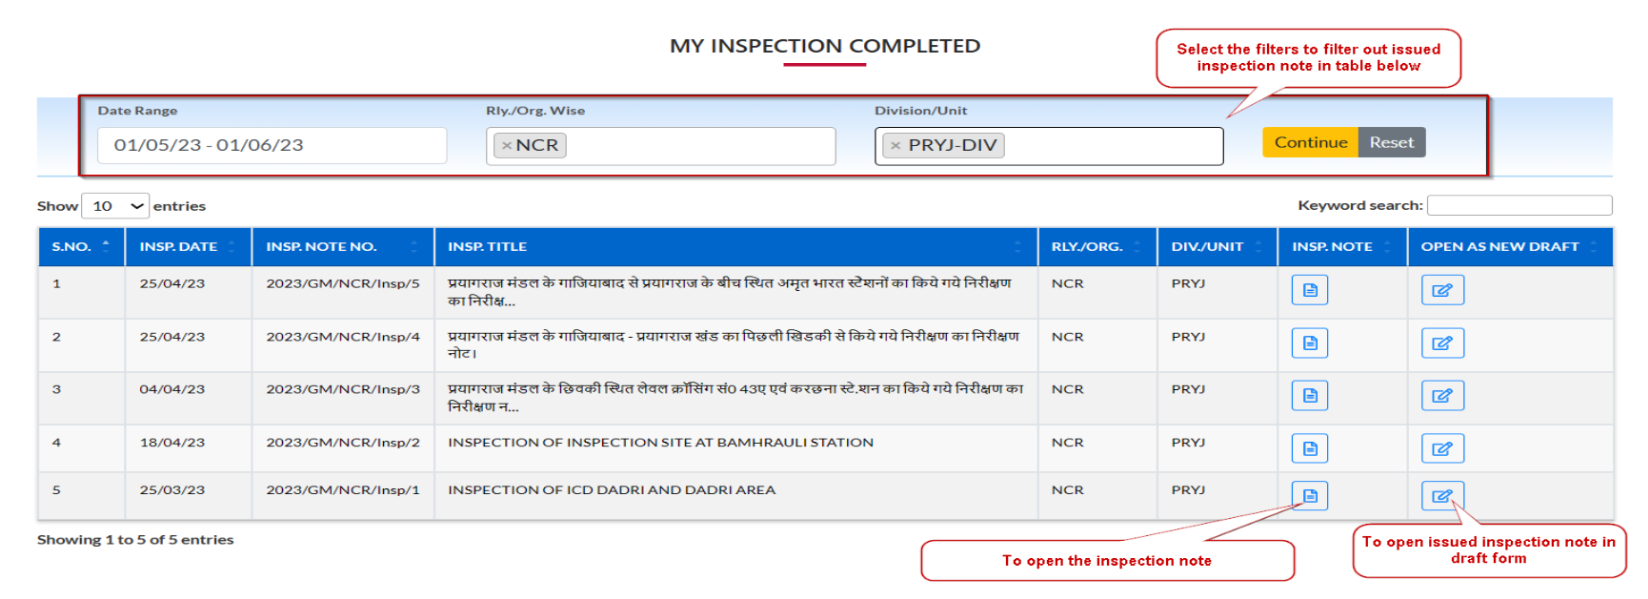 MY INSPECTION COMPLETED
Select the filters to filter out issued
inspection note in table below
Date Range
Rly./Org. Wise
Division/Unit
01/05/23 - 01/06/23
× NCR
× PRYJ-DIV
Continue Reset
Show 10 entries
Keyword search:
S.NO. INSP. DATE INSP. NOTE NO. INSP. TITLE RLY./ORG. DIV./UNIT INSP. NOTE OPEN AS NEW DRAFT
1 25/04/23 2023/GM/NCR/Insp/5 प्रयागराज मंडल के गाजियाबाद से प्रयागराज के बीच स्थित अमृत भारत स्टेशनों का किये गये निरीक्षण NCR PRYJ
का निरीक्ष...
2 25/04/23 2023/GM/NCR/Insp/4 प्रयागराज मंडल के गाजियाबाद - प्रयागराज खंड का पिछली खिडकी से किये गये निरीक्षण का निरीक्षण NCR PRYJ
नोट।
3 04/04/23 2023/GM/NCR/Insp/3 प्रयागराज मंडल के छिवकी स्थित लेवल क्रॉसिंग सं0 43ए एवं करछना स्टे.शन का किये गये निरीक्षण का NCR PRYJ
निरीक्षण न...
4 18/04/23 2023/GM/NCR/Insp/2 INSPECTION OF INSPECTION SITE AT BAMHRAULI STATION NCR PRYJ
5 25/03/23 2023/GM/NCR/Insp/1 INSPECTION OF ICD DADRI AND DADRI AREA NCR PRYJ
Showing 1 to 5 of 5 entries
To open the inspection note
To open issued inspection note in
draft form